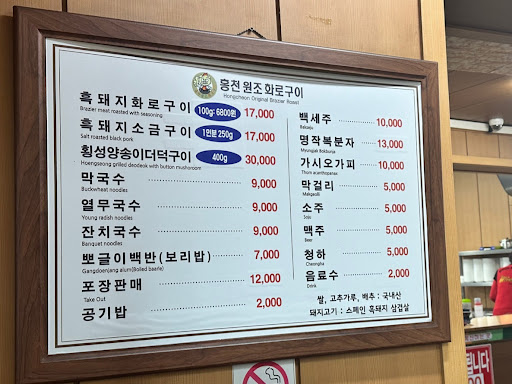 홍천 원조 화로구이
Hongcheon Original Brazier Roast
흑돼지화로구이 100g: 6800원 17,000
Brazier meat roasted with seasoning
흑돼지소금구이 1인분 250g 17,000
Salt roasted black pork
횡성양송이더덕구이 400g 30,000
Hoengseong grilled deodeok with button mushroom
막국수 9,000
Buckwheat noodles
열무국수 9,000
Young radish noodles
잔치국수 9,000
Banquet noodles
뽀글이백반(보리밥) 7,000
Gangdoenjang alum(Boiled baarle)
포장판매 12,000
Take Out
공기밥 2,000
백세주 10,000
Bekseju
명작복분자 13,000
Meungjak Bokbunja
가시오가피 10,000
Thorn acanthopanax
막걸리 5,000
Makgeolli
소주 5,000
Soju
맥주 5,000
Beer
청하 5,000
Cheongha
음료수 2,000
Drink
쌀, 고추가루, 배추 : 국내산
돼지고기 : 스페인 흑돼지 삼겹살